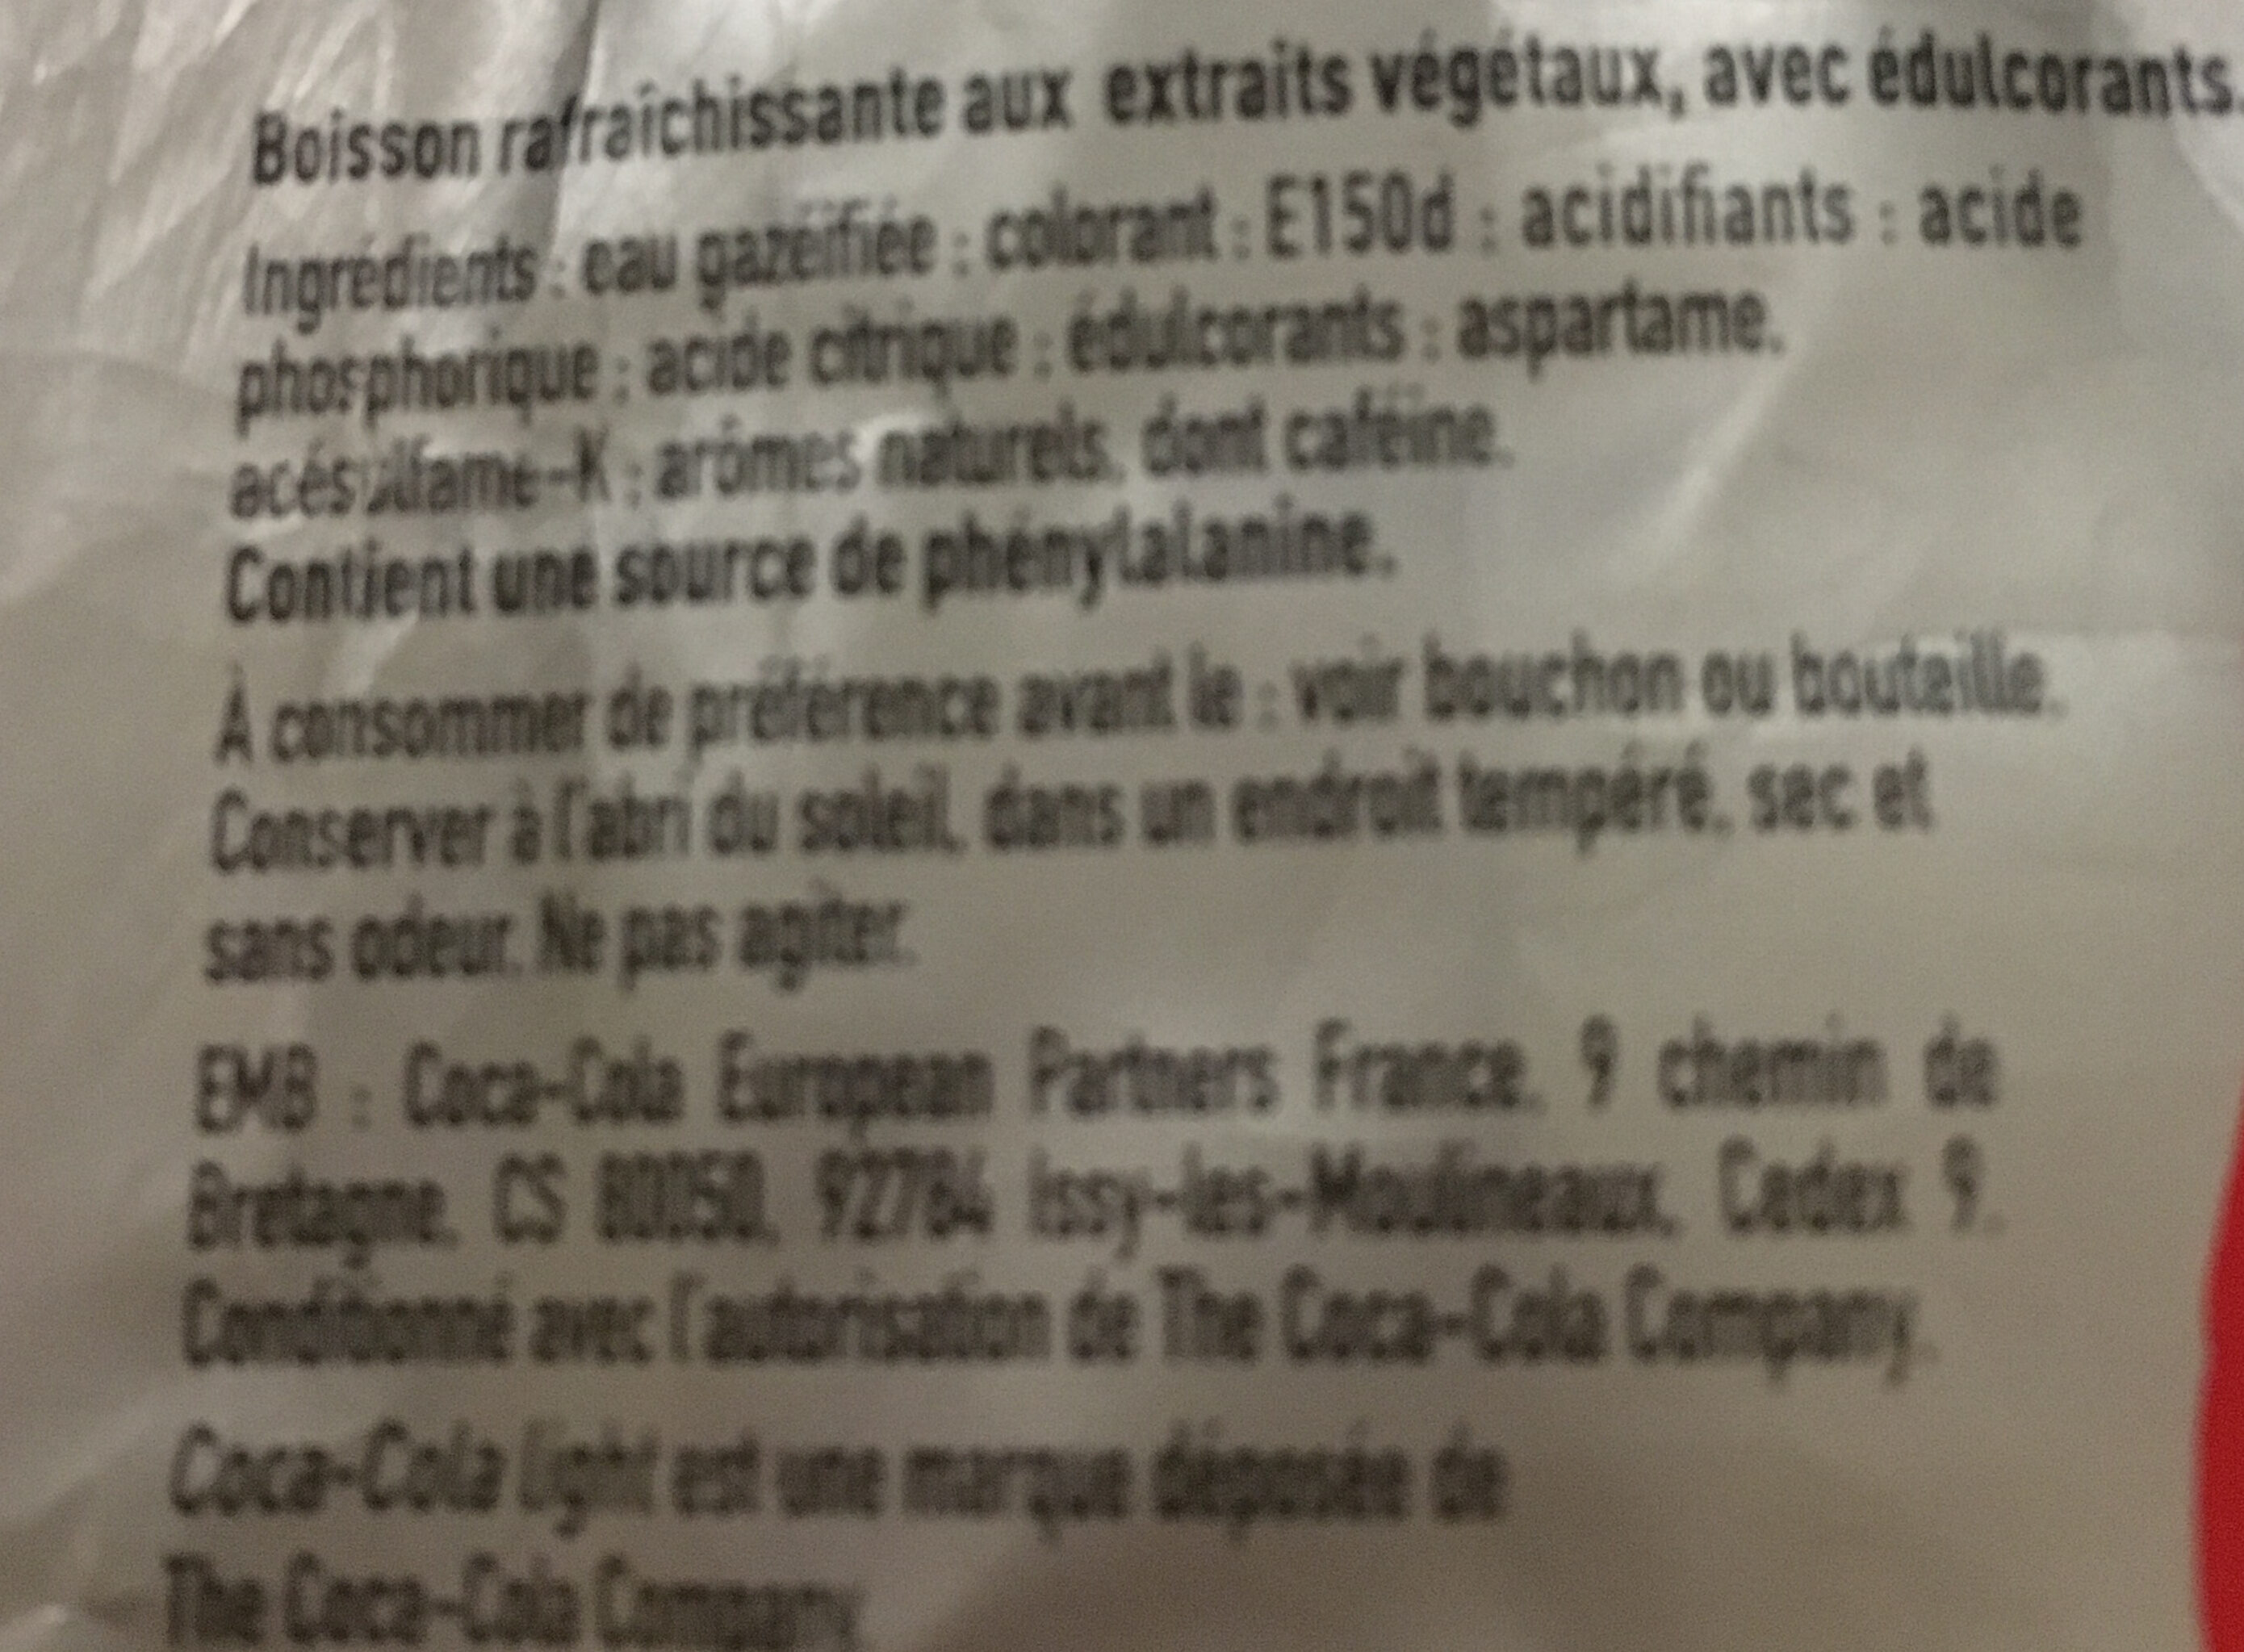 Boisson rafraîchissante aux extraits végétaux, avec édulcorants.
Ingrédients : eau gazéifiée ; colorant : E150d ; acidifiants : acide
phosphorique ; acide citrique ; édulcorants : aspartame,
acésulfame-K ; arômes naturels, dont caféine.
Contient une source de phénylalanine.
À consommer de préférence avant le : voir bouchon ou bouteille.
Conserver à l'abri du soleil, dans un endroit tempéré, sec et
sans odeur. Ne pas agiter.
EMB : Coca-Cola European Partners France, 9 chemin de
Bretagne, CS 80050, 92784 Issy-les-Moulineaux, Cedex 9.
Conditionné avec l'autorisation de The Coca-Cola Company.
Coca-Cola light est une marque déposée de
The Coca-Cola Company